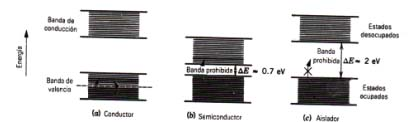 Energía
Banda de
conducción
Banda de
valencia
(a) Conductor
Banda prohibida
ΔE ≈ 0.7 eV
(b) Semiconductor
Estados
desocupados
Banda
prohibida
ΔE ≈ 2 eV
Estados
ocupados
(c) Aislador